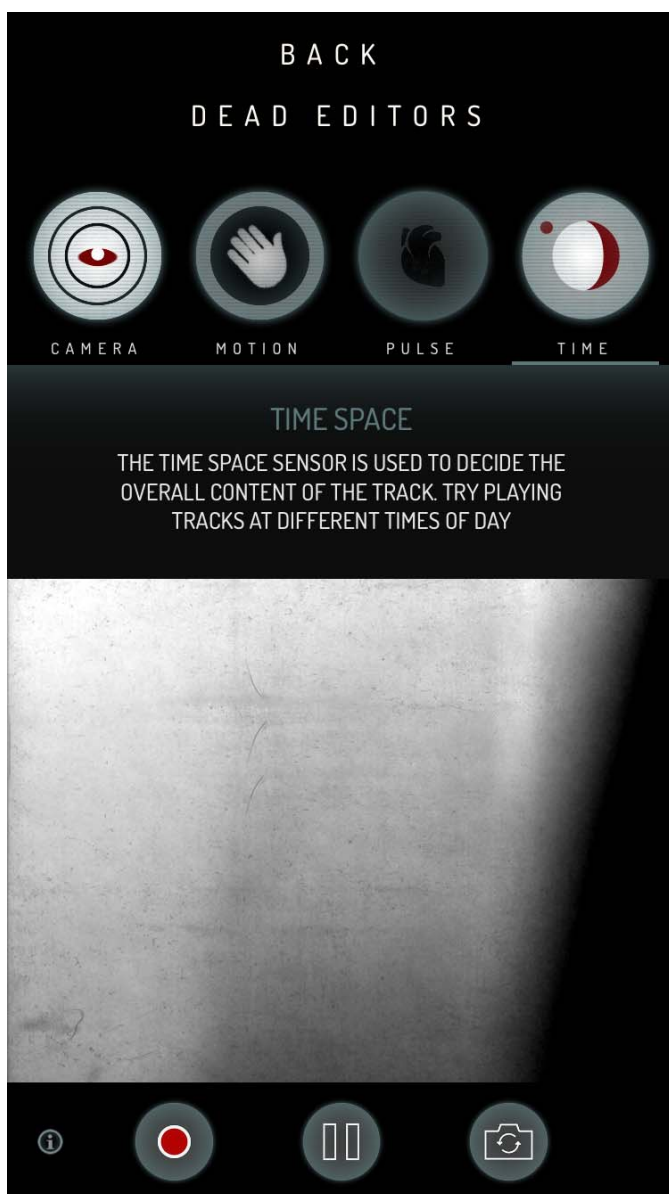 BACK
DEAD EDITORS
CAMERA
MOTION
PULSE
TIME
TIME SPACE
THE TIME SPACE SENSOR IS USED TO DECIDE THE
OVERALL CONTENT OF THE TRACK. TRY PLAYING
TRACKS AT DIFFERENT TIMES OF DAY